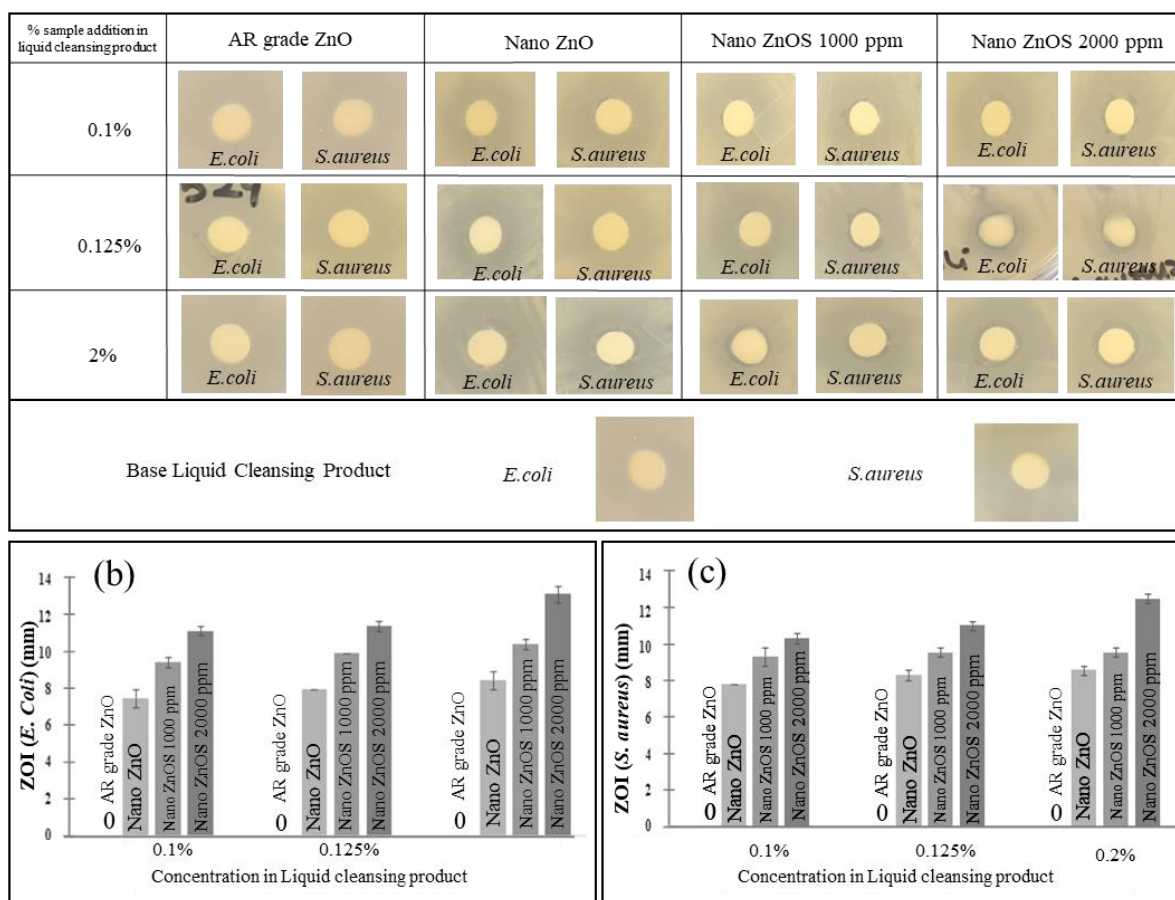 % sample addition in
liquid cleansing product
AR grade ZnO
Nano ZnO
Nano ZnOS 1000 ppm
Nano ZnOS 2000 ppm
0.1%
E.coli
S.aureus
E.coli
S.aureus
E.coli
S.aureus
E.coli
S.aureus
0.125%
E.coli
S.aureus
E.coli
S.aureus
E.coli
S.aureus
E.coli
S.aureus
2%
E.coli
S.aureus
E.coli
S.aureus
E.coli
S.aureus
E.coli
S.aureus
Base Liquid Cleansing Product
E.coli
S.aureus
(b)
ZOI (E. Coli) (mm)
14
12
10
8
6
4
2
0
0 AR grade ZnO
Nano ZnO
Nano ZnOS 1000 ppm
Nano ZnOS 2000 ppm
0 AR grade ZnO
Nano ZnO
Nano ZnOS 1000 ppm
Nano ZnOS 2000 ppm
0 AR grade ZnO
Nano ZnO
Nano ZnOS 1000 ppm
Nano ZnOS 2000 ppm
0.1%
0.125%
Concentration in Liquid cleansing product
(c)
ZOI (S. aureus) (mm)
14
12
10
8
6
4
2
0
0 AR grade ZnO
Nano ZnO
Nano ZnOS 1000 ppm
Nano ZnOS 2000 ppm
0 AR grade ZnO
Nano ZnO
Nano ZnOS 1000 ppm
Nano ZnOS 2000 ppm
0 AR grade ZnO
Nano ZnO
Nano ZnOS 1000 ppm
Nano ZnOS 2000 ppm
0.1%
0.125%
0.2%
Concentration in Liquid cleansing product